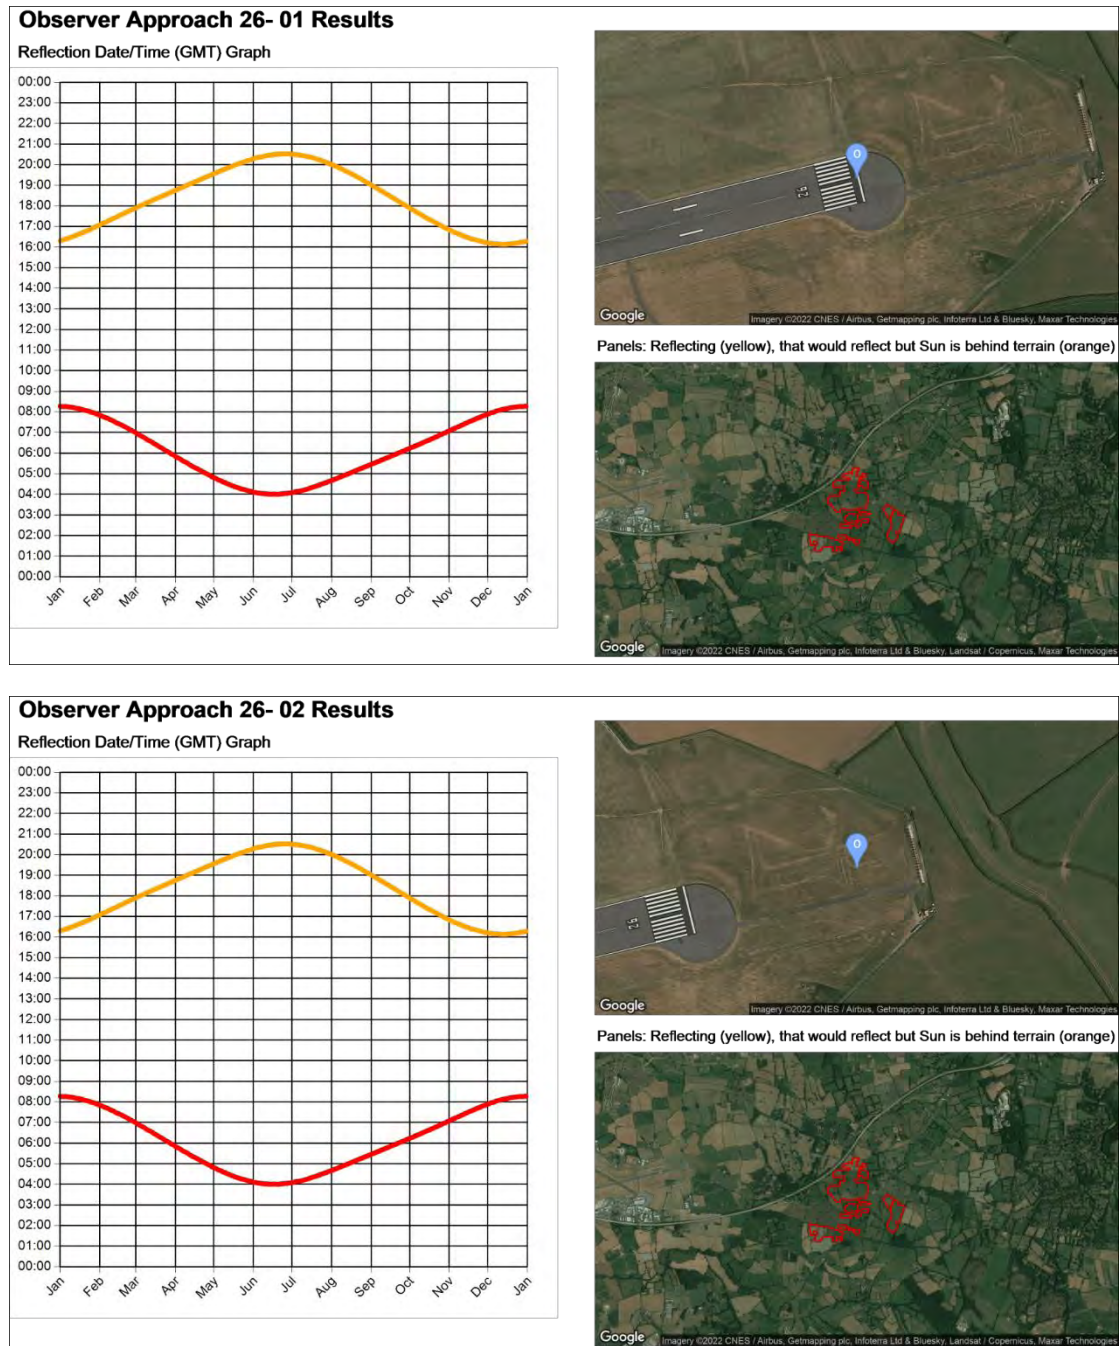 Observer Approach 26- 01 Results
Reflection Date/Time (GMT) Graph
00:00
23:00
22:00
21:00
20:00
19:00
18:00
17:00
16:00
15:00
14:00
13:00
12:00
11:00
10:00
09:00
08:00
07:00
06:00
05:00
04:00
03:00
02:00
01:00
00:00
Jan
Feb
Mar
Apr
May
Jun
Jul
Aug
Sep
Oct
Nov
Dec
Jan
O
26
Google
Imagery ©2022 CNES / Airbus, Getmapping plc, Infoterra Ltd & Bluesky, Maxar Technologies
Panels: Reflecting (yellow), that would reflect but Sun is behind terrain (orange)
Google
Imagery ©2022 CNES / Airbus, Getmapping plc, Infoterra Ltd & Bluesky, Landsat / Copernicus, Maxar Technologies
Observer Approach 26- 02 Results
Reflection Date/Time (GMT) Graph
00:00
23:00
22:00
21:00
20:00
19:00
18:00
17:00
16:00
15:00
14:00
13:00
12:00
11:00
10:00
09:00
08:00
07:00
06:00
05:00
04:00
03:00
02:00
01:00
00:00
Jan
Feb
Mar
Apr
May
Jun
Jul
Aug
Sep
Oct
Nov
Dec
Jan
O
26
Google
Imagery ©2022 CNES / Airbus, Getmapping plc, Infoterra Ltd & Bluesky, Maxar Technologies
Panels: Reflecting (yellow), that would reflect but Sun is behind terrain (orange)
Google
Imagery ©2022 CNES / Airbus, Getmapping plc, Infoterra Ltd & Bluesky, Landsat / Copernicus, Maxar Technologies